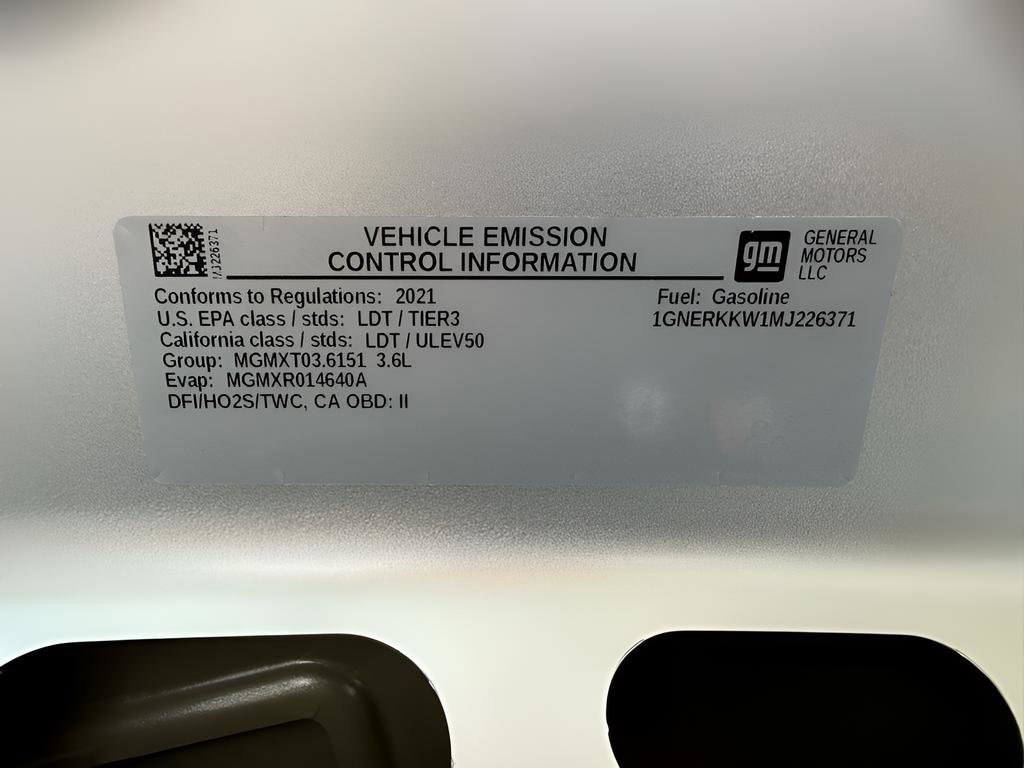 MJ226371
VEHICLE EMISSION
CONTROL INFORMATION
gm
GENERAL
MOTORS
LLC
Conforms to Regulations: 2021
U.S. EPA class / stds: LDT / TIER3
California class / stds: LDT / ULEV50
Group: MGMXT03.6151 3.6L
Evap: MGMXR014640A
DFI/HO2S/TWC, CA OBD: II
Fuel: Gasoline
1GNERKKW1MJ226371